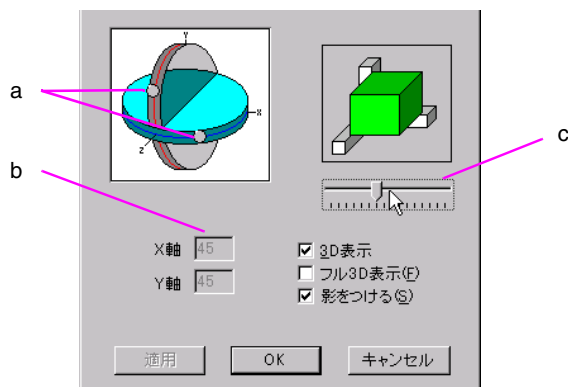 a
b
c
Y
X
Z
X軸 45
Y軸 45
3D表示
フル3D表示(F)
影をつける(S)
適用 OK キャンセル